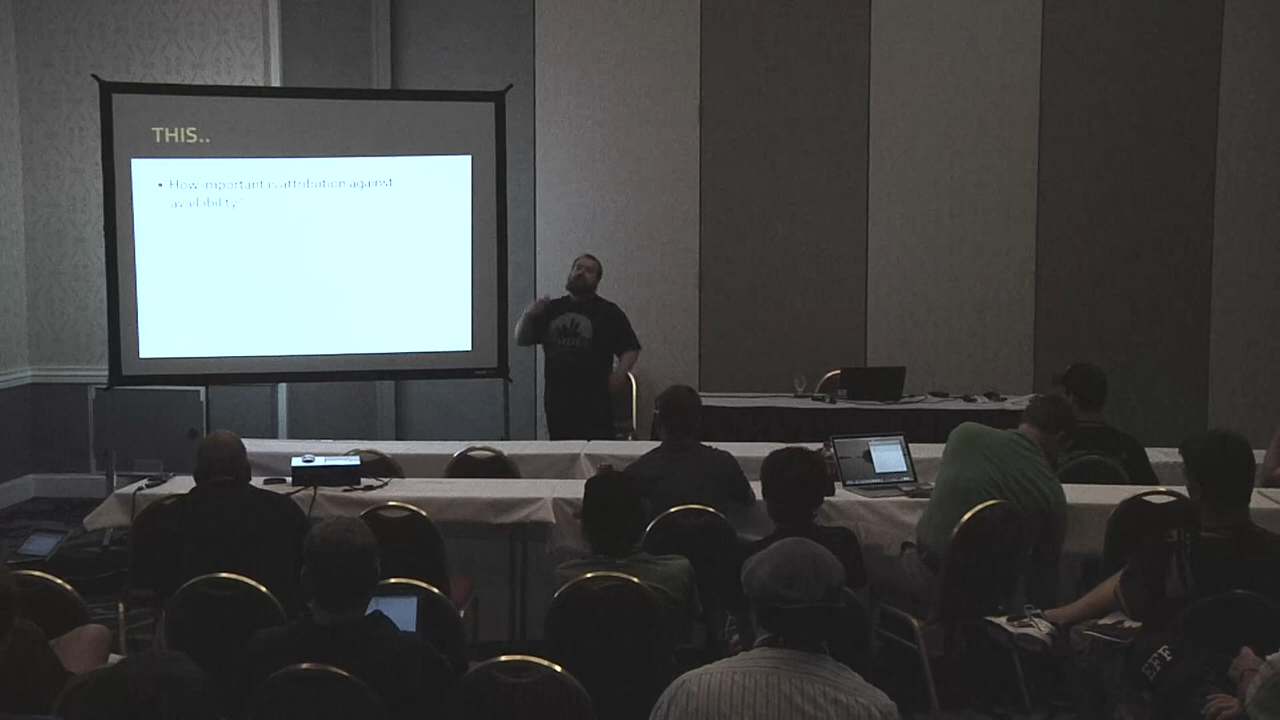 THIS..
• How important is attribution against
availability?
EFF